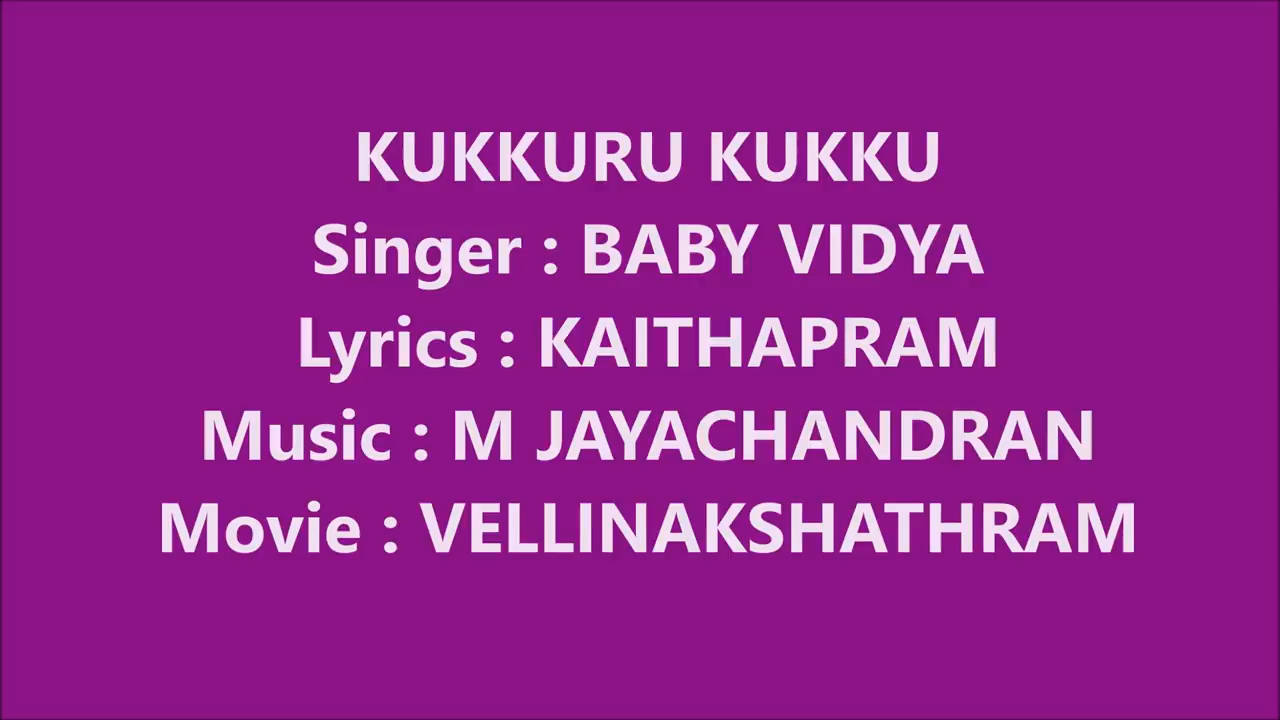 KUKKURU KUKKU
Singer : BABY VIDYA
Lyrics : KAITHAPRAM
Music : M JAYACHANDRAN
Movie : VELLINAKSHATHRAM